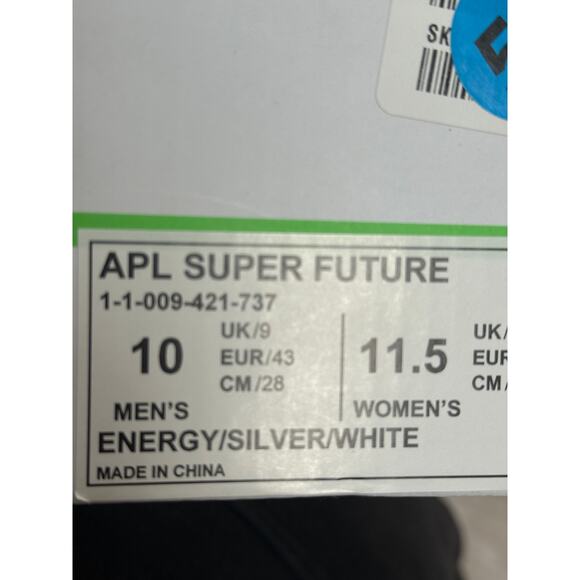 SK
APL SUPER FUTURE
1-1-009-421-737
10
UK/9
EUR/43
CM/28
MEN'S
11.5
UK/
EUR
CM/
WOMEN'S
ENERGY/SILVER/WHITE
MADE IN CHINA